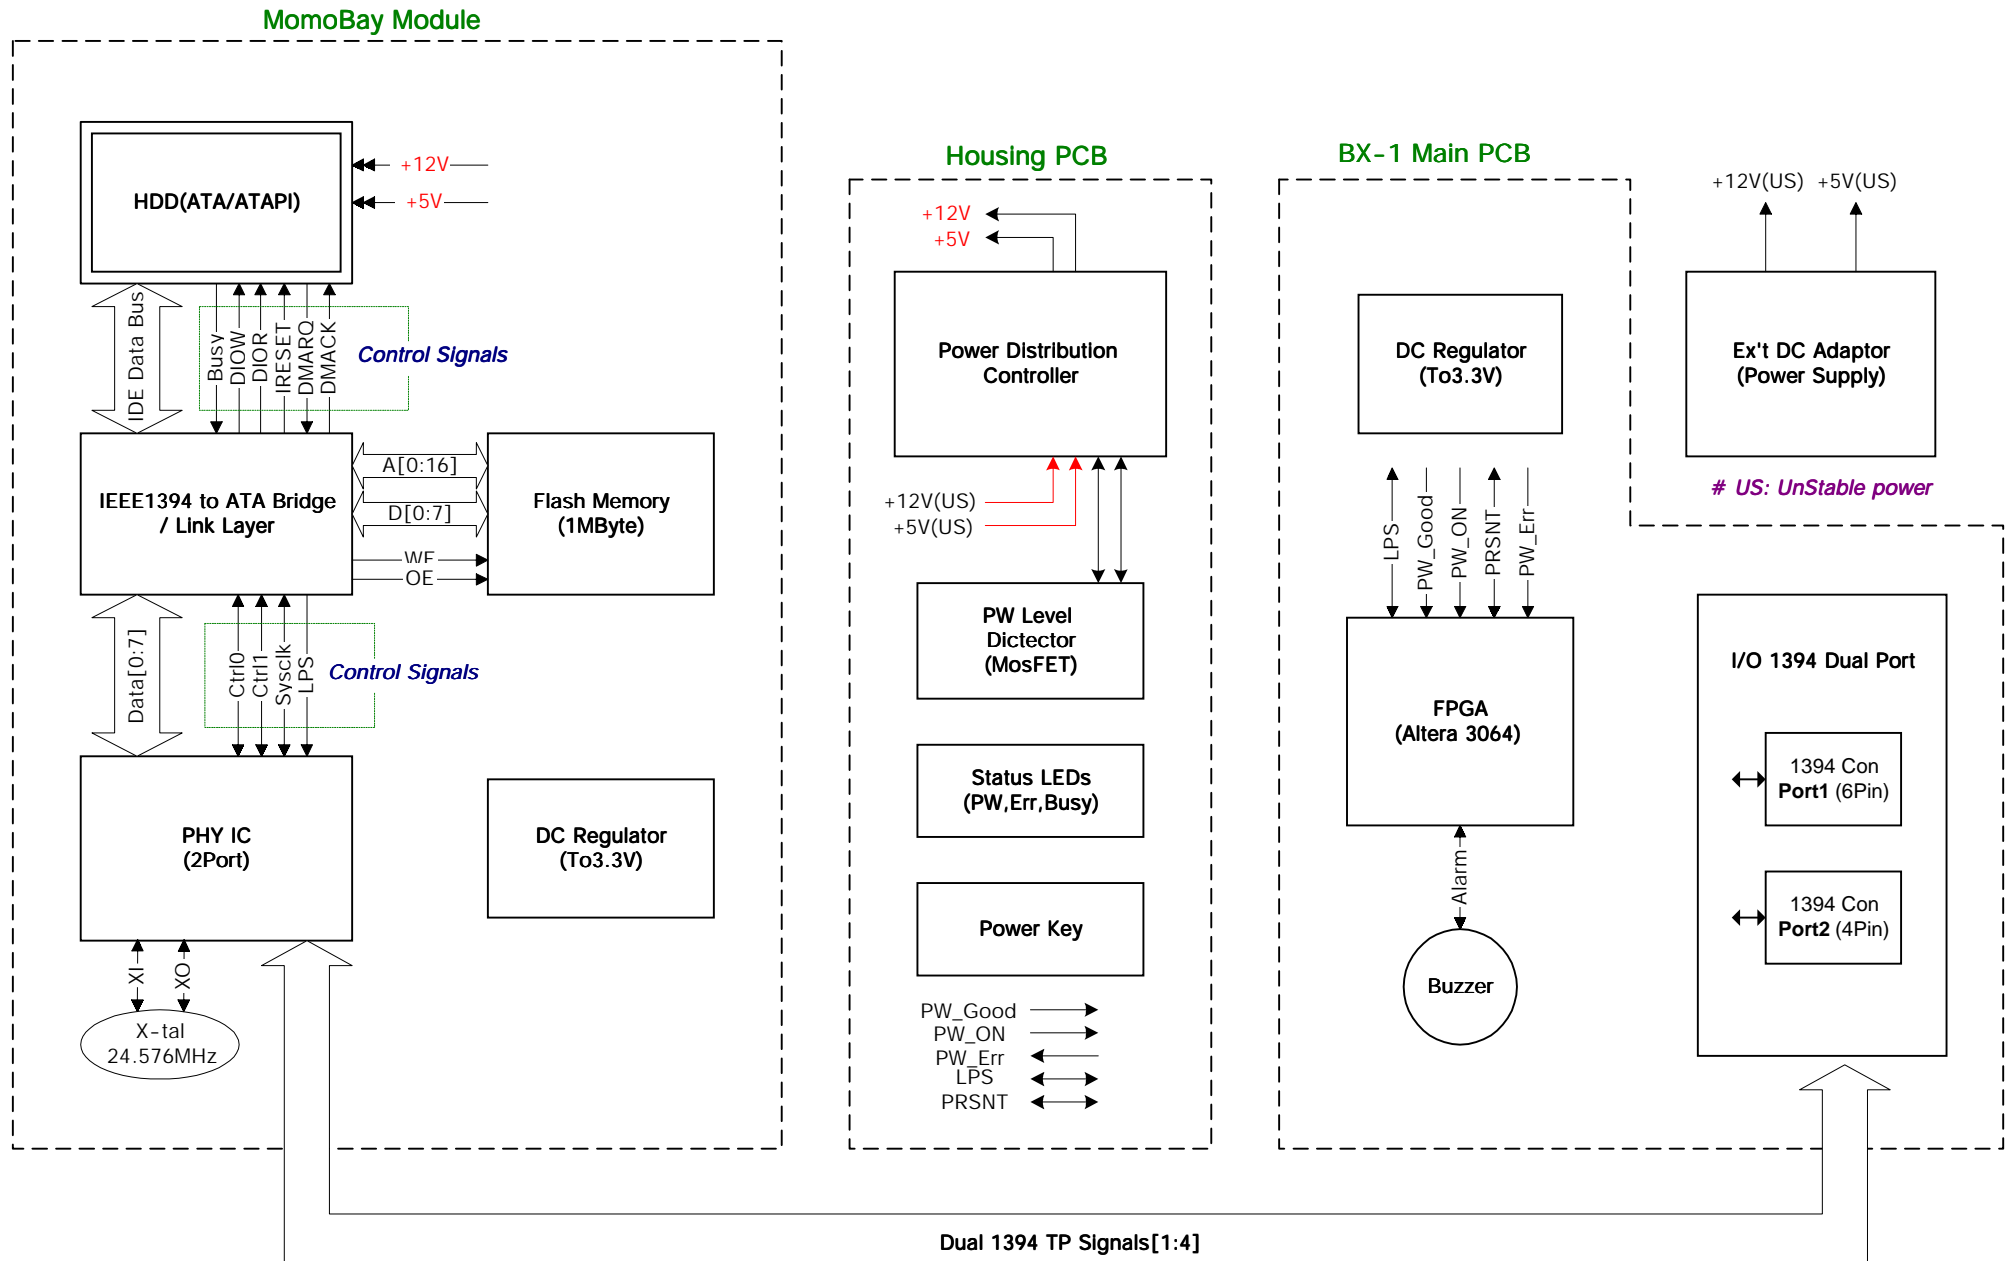 MomoBay Module
HDD(ATA/ATAPI)
+12V
+5V
IDE Data Bus
Busy
DIOW
DIOR
IRESET
DMARQ
DMACK
Control Signals
IEEE1394 to ATA Bridge
/ Link Layer
A[0:16]
D[0:7]
WE
OE
Flash Memory
(1MByte)
Data[0:7]
Ctrl0
Ctrl1
Sysclk
LPS
Control Signals
PHY IC
(2Port)
DC Regulator
(To3.3V)
XI
XO
X-tal
24.576MHz
Housing PCB
+12V
+5V
Power Distribution
Controller
+12V(US)
+5V(US)
PW Level
Dictector
(MosFET)
Status LEDs
(PW,Err,Busy)
Power Key
PW_Good
PW_ON
PW_Err
LPS
PRSNT
BX-1 Main PCB
DC Regulator
(To3.3V)
LPS
PW_Good
PW_ON
PRSNT
PW_Err
FPGA
(Altera 3064)
Alarm
Buzzer
+12V(US) +5V(US)
Ex't DC Adaptor
(Power Supply)
# US: UnStable power
I/O 1394 Dual Port
1394 Con
Port1 (6Pin)
1394 Con
Port2 (4Pin)
Dual 1394 TP Signals[1:4]